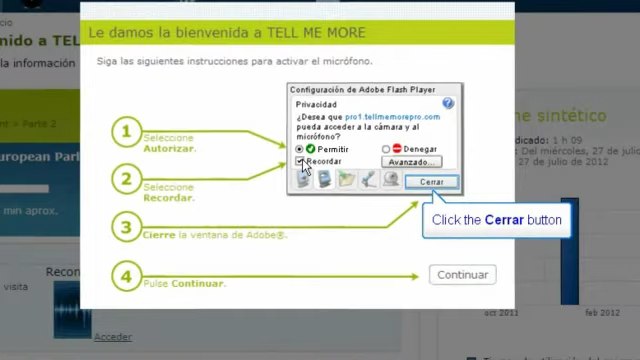 cio
nido a TELL
Le damos la bienvenida a TELL ME MORE
la información
Siga las siguientes instrucciones para activar el micrófono.
Configuración de Adobe Flash Player
Privacidad
¿Desea que pro1.tellmemorepro.com
pueda acceder a la cámara y al
micrófono?
Permitir
Denegar
Recordar
Avanzado...
Cerrar
Click the Cerrar button
1
Seleccione
Autorizar.
2
Seleccione
Recordar.
3
Cierre la ventana de Adobe®.
4
Pulse Continuar.
Continuar
> Parte 2
European Parl
min aprox.
Recon
visita
Acceder
me sintético
dicado: 1 h 09
: Del miércoles, 27 de julio
27 de julio de 2012
oct 2011
feb 2012